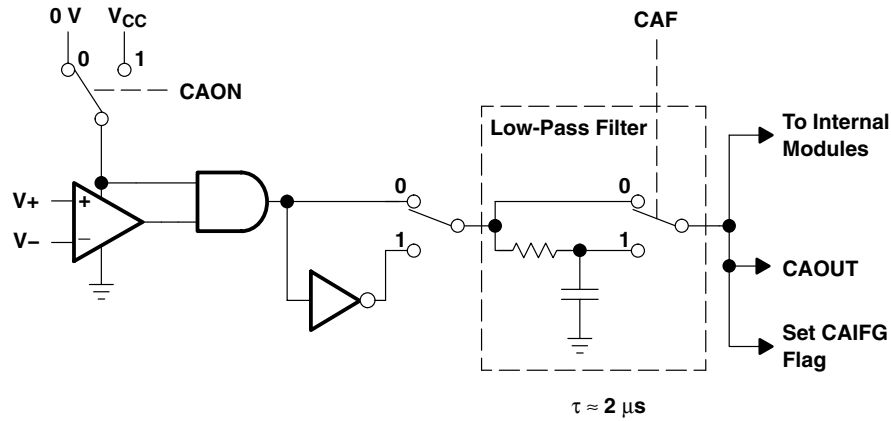 0 V
VCC
0
1
CAON
CAF
Low-Pass Filter
To Internal
Modules
V+
+
V−
−
0
1
0
1
CAOUT
Set CAIFG
Flag
τ ≈ 2 μs